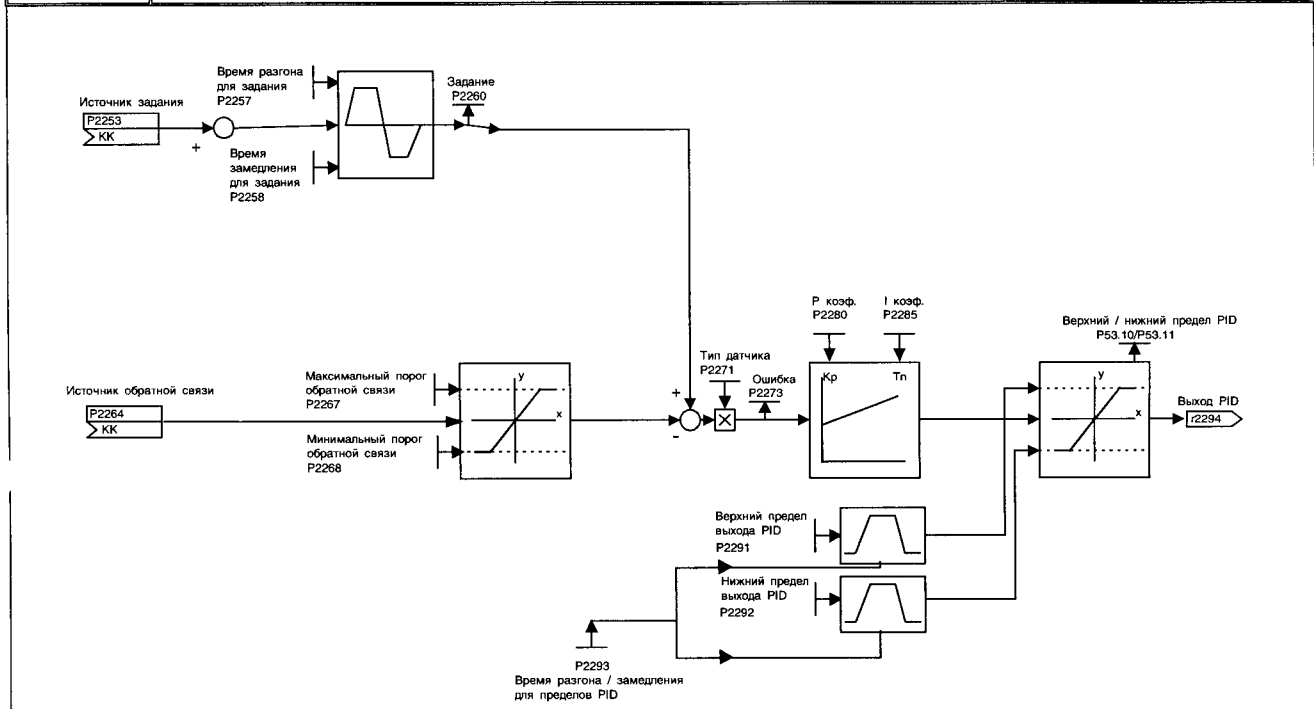 Время разгона
для задания
P2257
Задание
P2260
Источник задания
P2253
КК
+
Время
замедления
для задания
P2258
P коэф.
P2280
I коэф.
P2285
Верхний / нижний предел PID
P53.10/P53.11
Источник обратной связи
P2264
КК
Максимальный порог
обратной связи
P2267
Минимальный порог
обратной связи
P2268
y
x
+
-
Тип датчика
P2271
Ошибка
P2273
Kp
Tn
y
x
Выход PID
r2294
Верхний предел
выхода PID
P2291
Нижний предел
выхода PID
P2292
P2293
Время разгона / замедления
для пределов PID